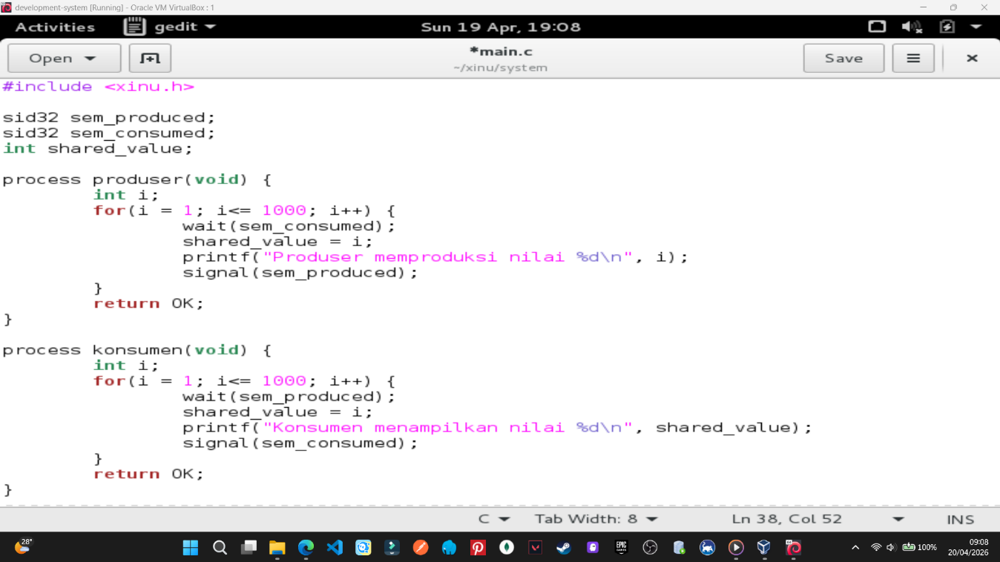 development-system [Running] - Oracle VM VirtualBox : 1
Activities gedit Sun 19 Apr, 19:08
Open *main.c Save
~/xinu/system
#include <xinu.h>
sid32 sem_produced;
sid32 sem_consumed;
int shared_value;
process produser(void) {
int i;
for(i = 1; i<= 1000; i++) {
wait(sem_consumed);
shared_value = i;
printf("Produser memproduksi nilai %d\n", i);
signal(sem_produced);
}
return OK;
}
process konsumen(void) {
int i;
for(i = 1; i<= 1000; i++) {
wait(sem_produced);
shared_value = i;
printf("Konsumen menampilkan nilai %d\n", shared_value);
signal(sem_consumed);
}
return OK;
}
C Tab Width: 8 Ln 38, Col 52 INS
28° 100% 09:08
20/04/2026